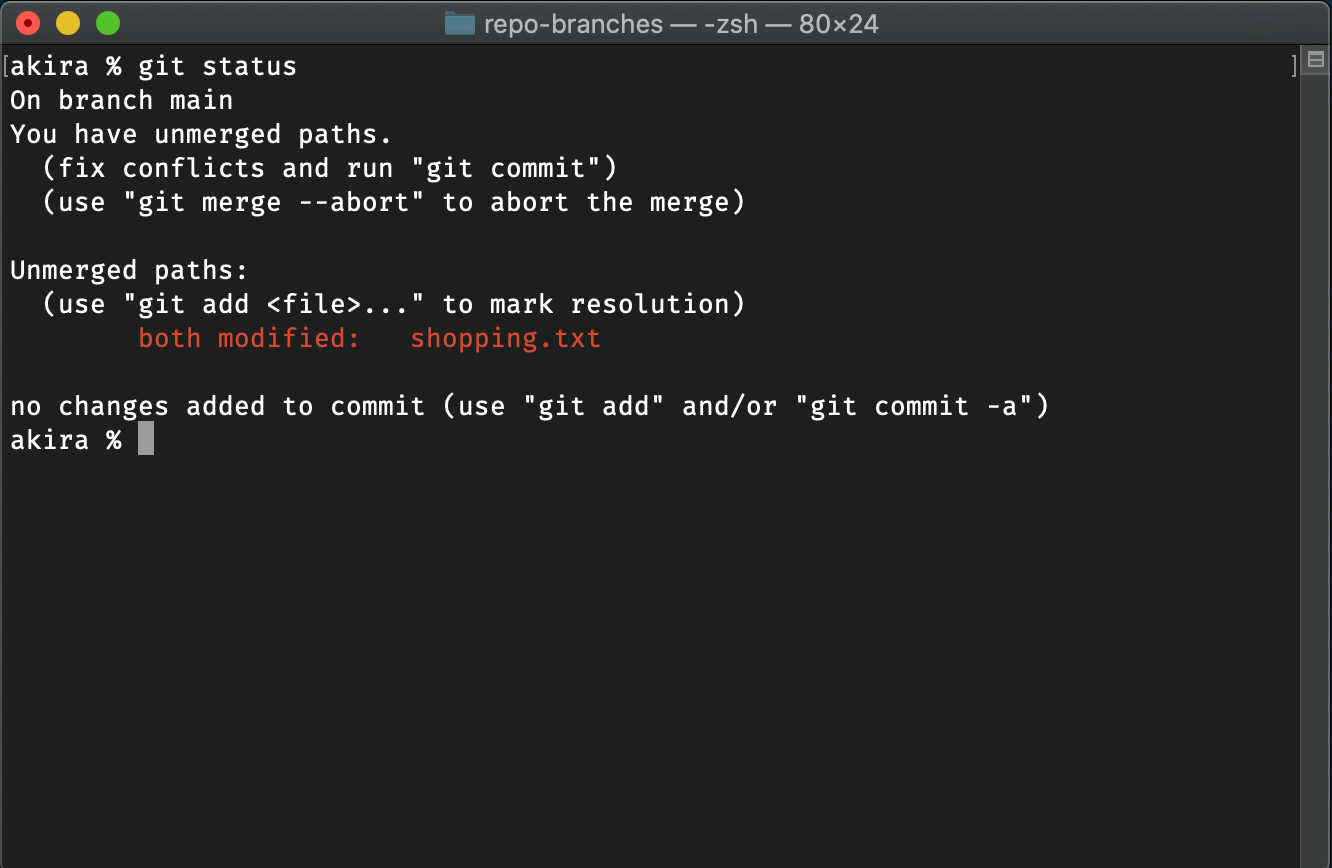 repo-branches — -zsh — 80×24
[akira % git status ]
On branch main
You have unmerged paths.
  (fix conflicts and run "git commit")
  (use "git merge --abort" to abort the merge)

Unmerged paths:
  (use "git add <file>..." to mark resolution)
        both modified:   shopping.txt

no changes added to commit (use "git add" and/or "git commit -a")
akira %